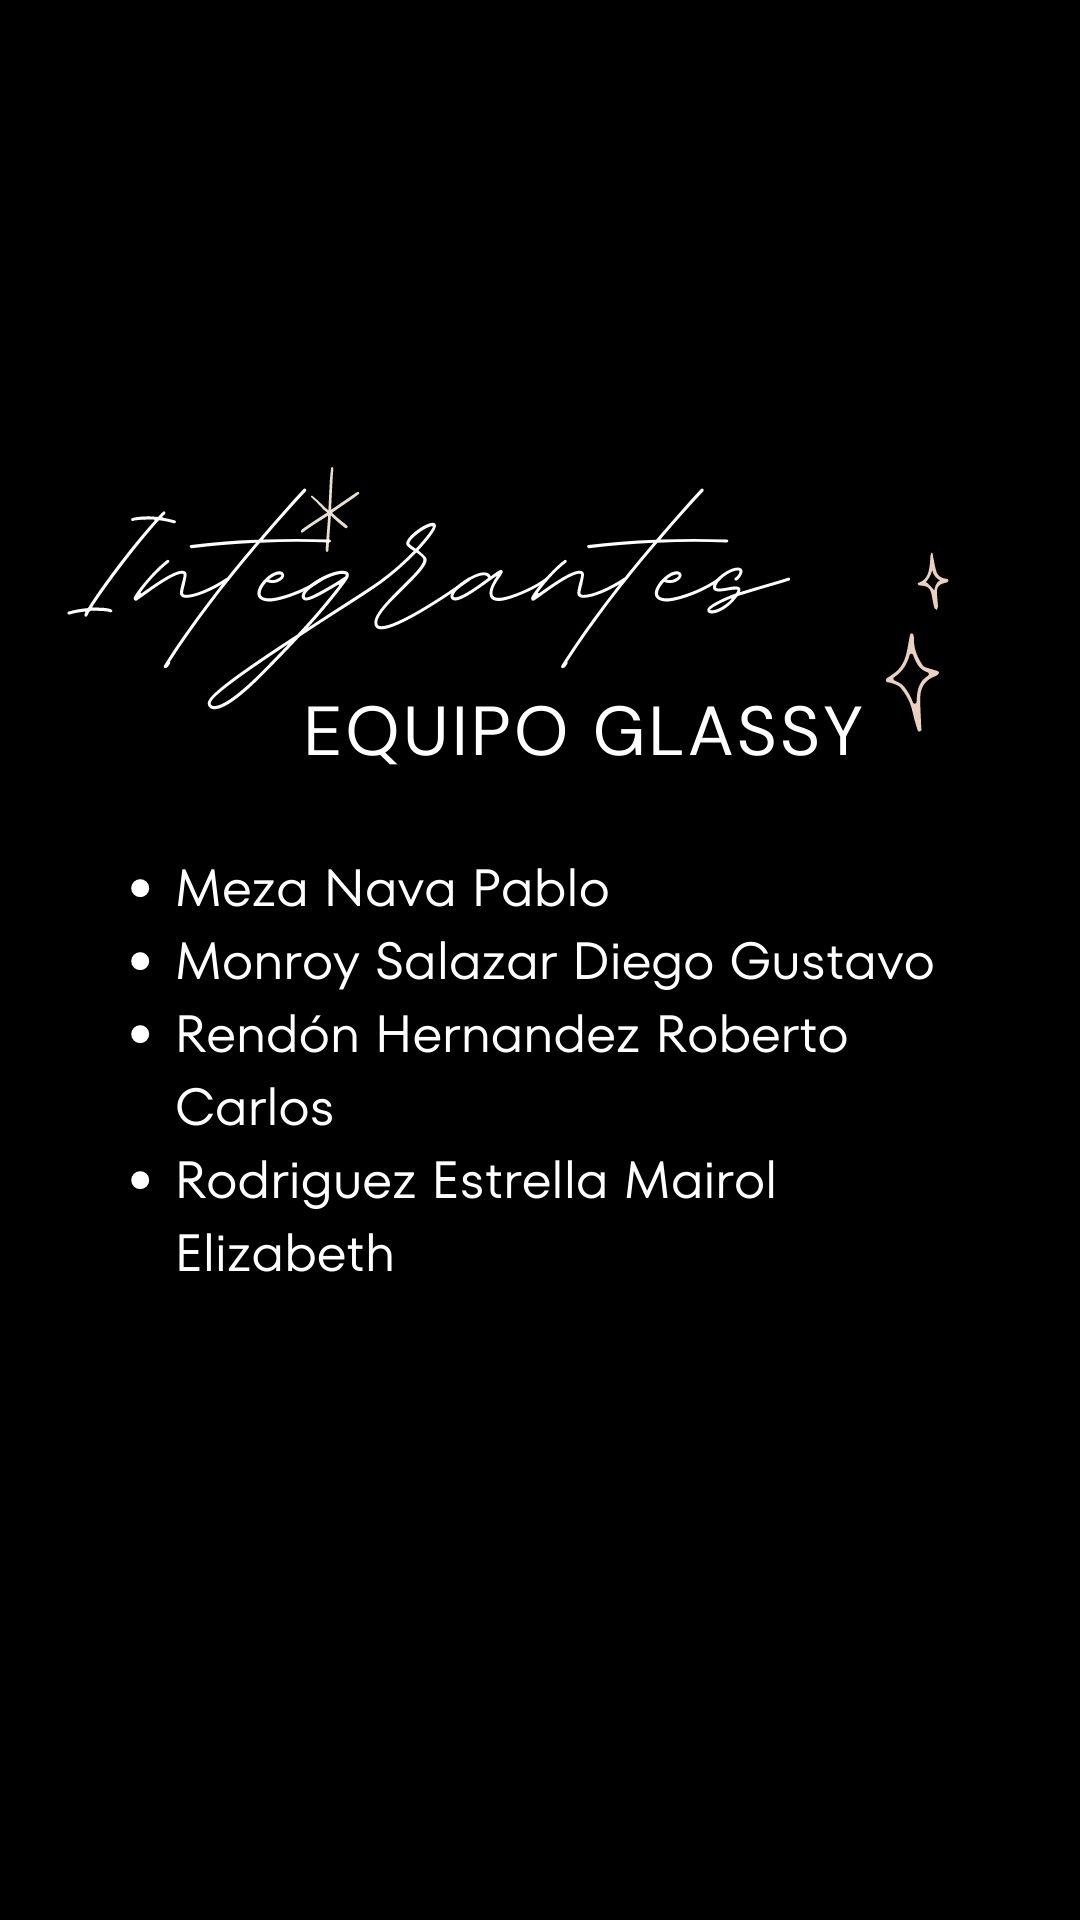 Integrantes
EQUIPO GLASSY
• Meza Nava Pablo
• Monroy Salazar Diego Gustavo
• Rendón Hernandez Roberto
Carlos
• Rodriguez Estrella Mairol
Elizabeth